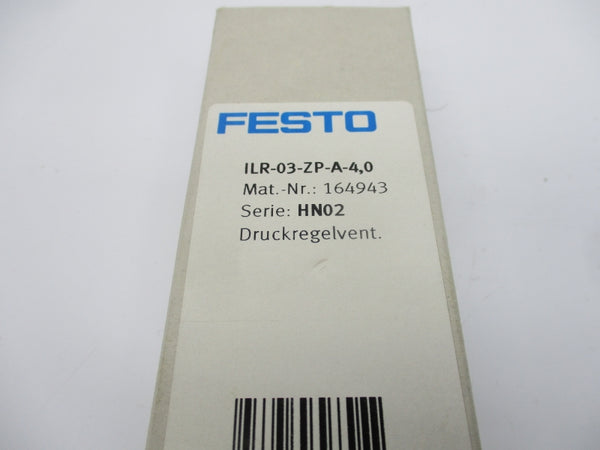 FESTO
ILR-03-ZP-A-4,0
Mat.-Nr.: 164943
Serie: HN02
Druckregelvent.